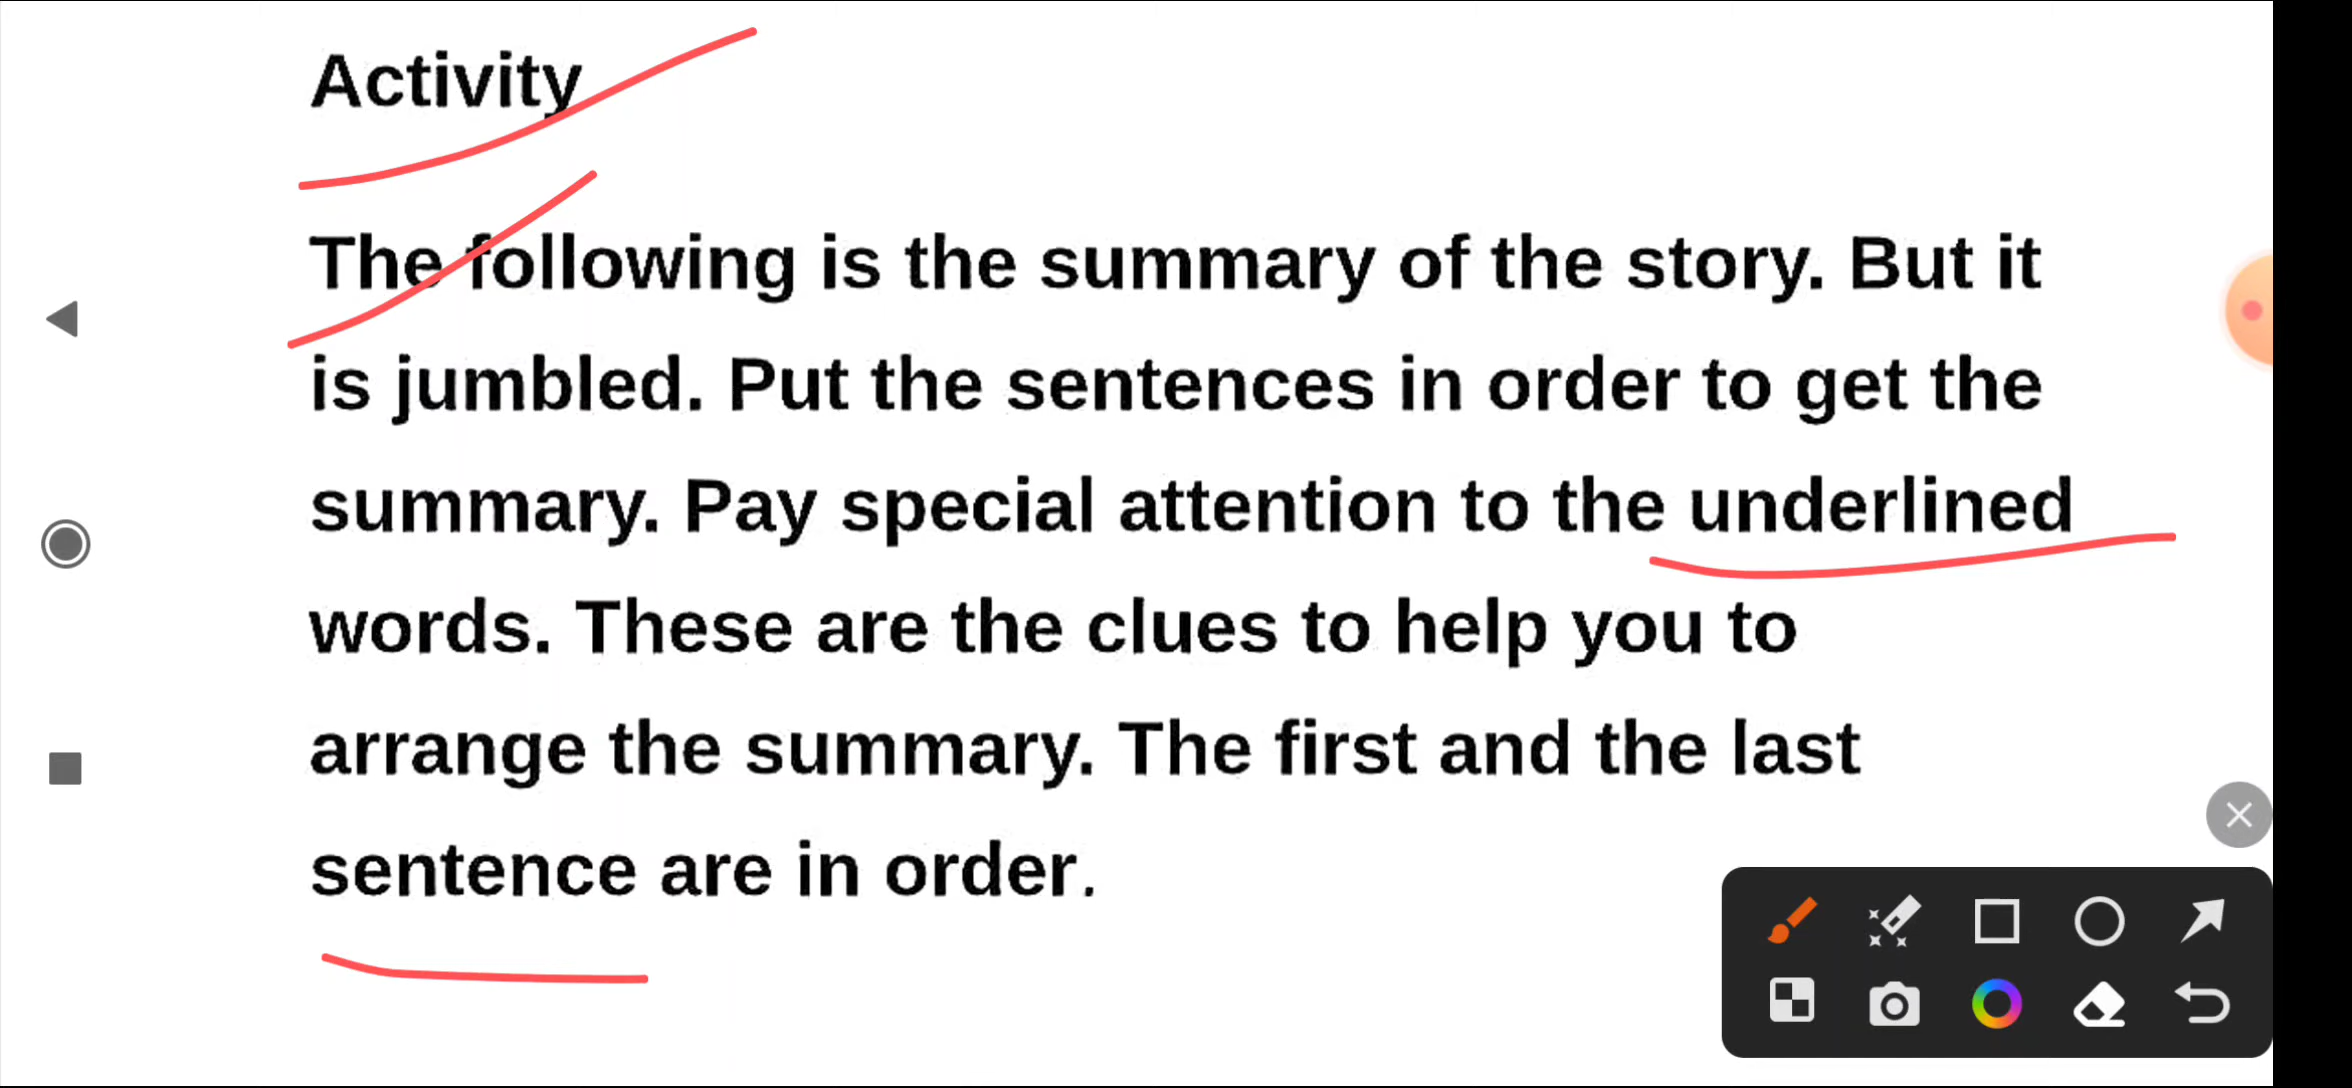 Activity
The following is the summary of the story. But it
is jumbled. Put the sentences in order to get the
summary. Pay special attention to the underlined
words. These are the clues to help you to
arrange the summary. The first and the last
sentence are in order.